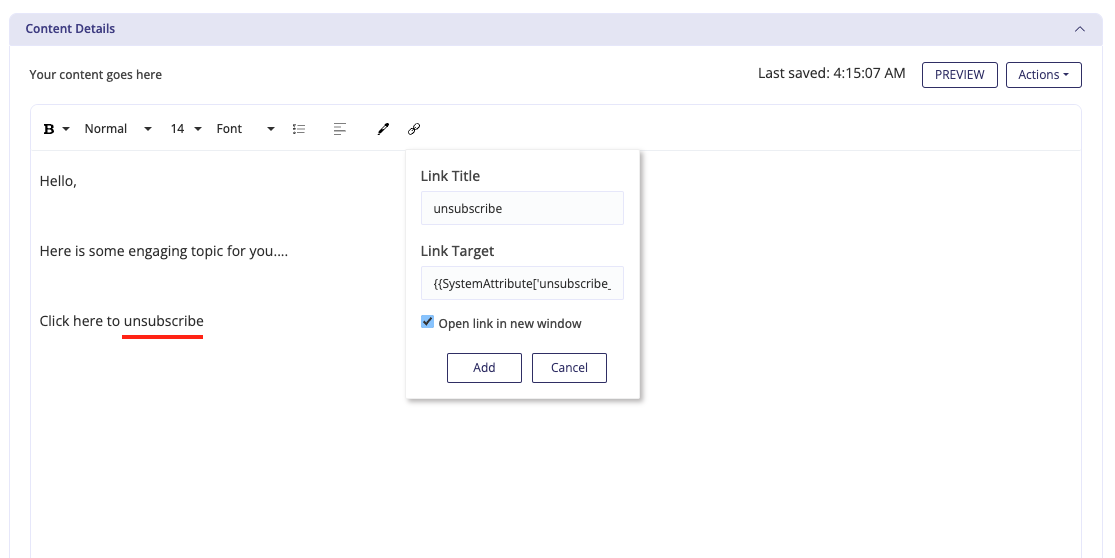 Content Details
Your content goes here
Last saved: 4:15:07 AM
PREVIEW
Actions
B
Normal
14
Font
Hello,
Here is some engaging topic for you....
Click here to unsubscribe
Link Title
unsubscribe
Link Target
{{SystemAttribute['unsubscribe_
Open link in new window
Add
Cancel